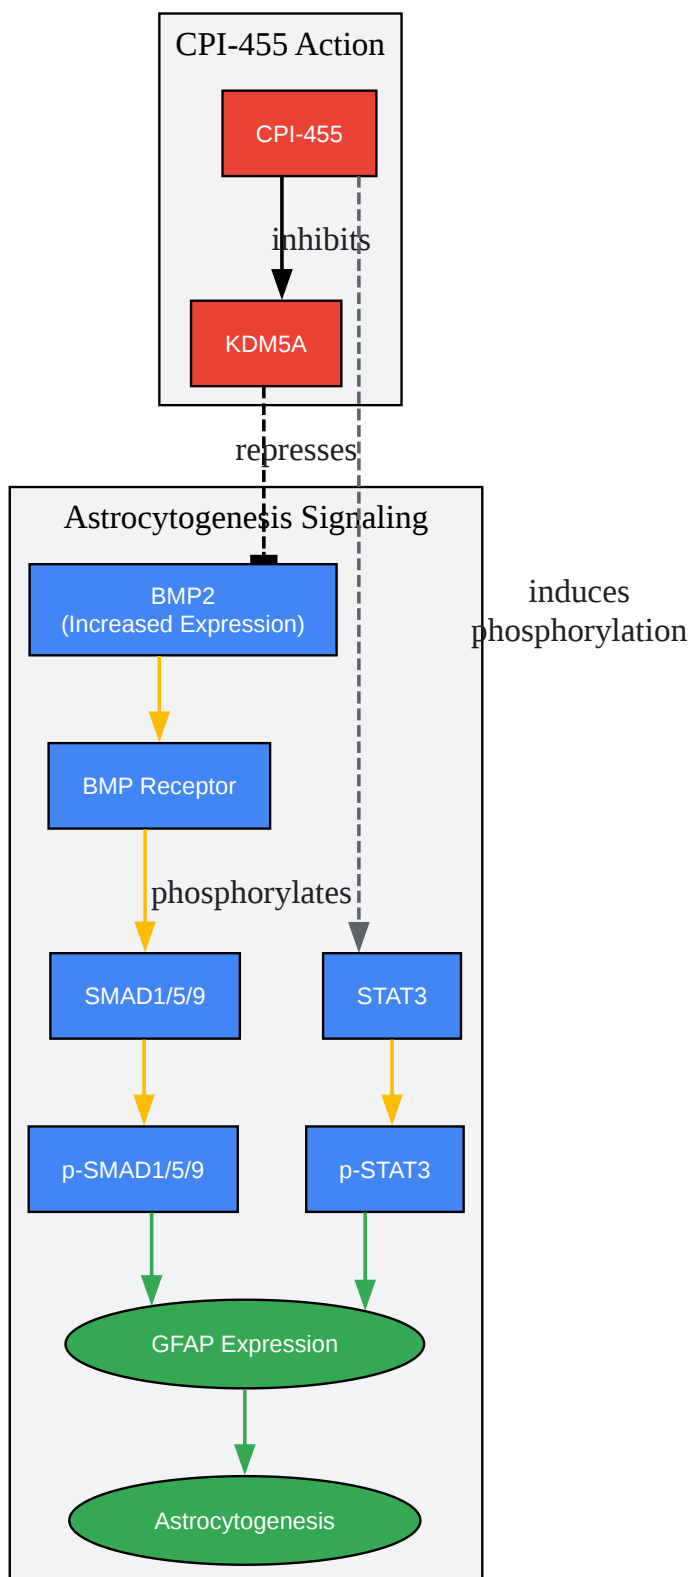 CPI-455 Action
CPI-455
inhibits
KDM5A
represses
Astrocytogenesis Signaling
BMP2
(Increased Expression)
induces
phosphorylation
BMP Receptor
phosphorylates
SMAD1/5/9
STAT3
p-SMAD1/5/9
p-STAT3
GFAP Expression
Astrocytogenesis